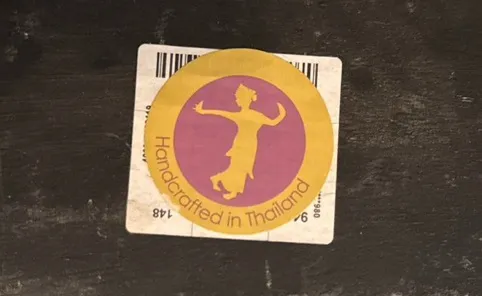 Handcrafted in Thailand
148